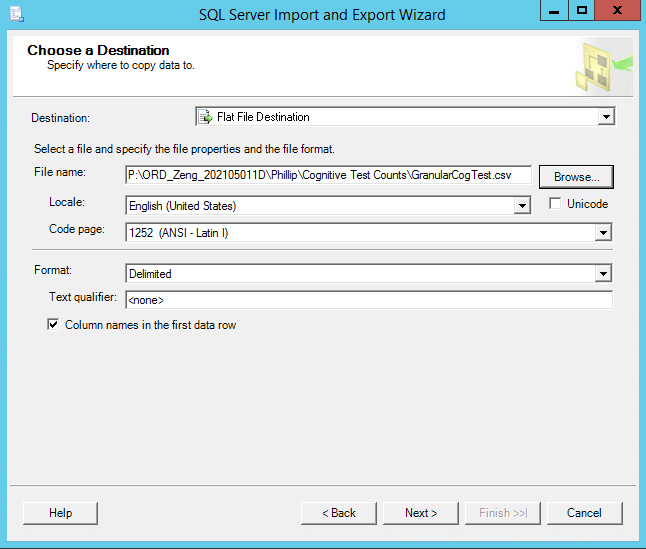 SQL Server Import and Export Wizard
Choose a Destination
Specify where to copy data to.
Destination: Flat File Destination
Select a file and specify the file properties and the file format.
File name: P:\ORD_Zeng_202105011D\Phillip\Cognitive Test Counts\GranularCogTest.csv Browse...
Locale: English (United States) Unicode
Code page: 1252 (ANSI - Latin I)
Format: Delimited
Text qualifier: <none>
Column names in the first data row
Help < Back Next > Finish >>| Cancel